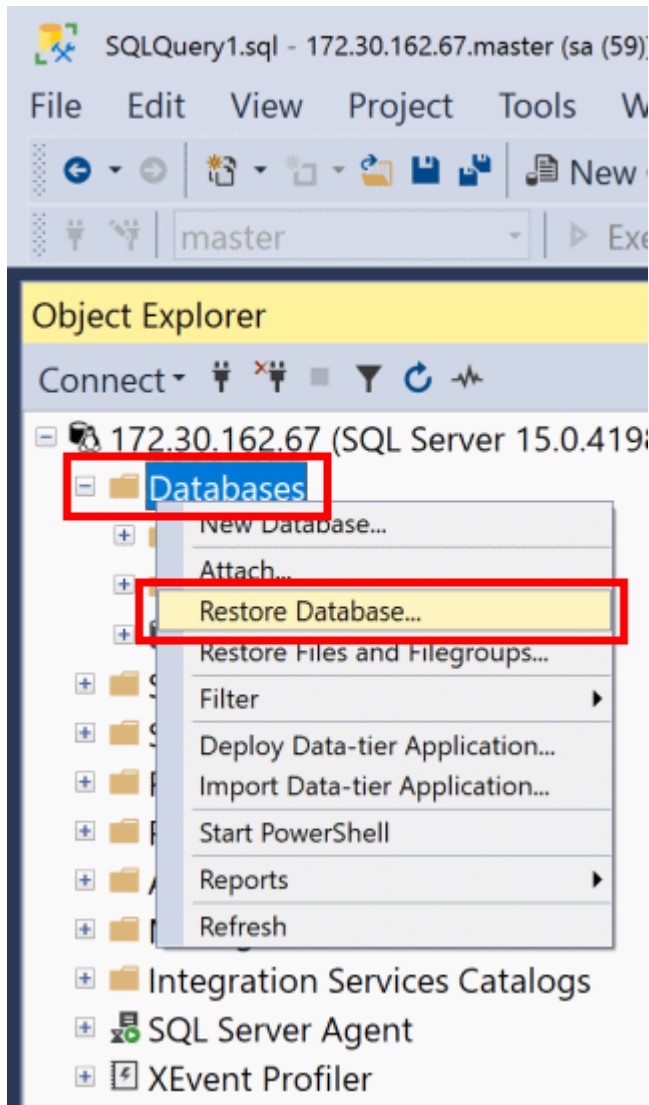 SQLQuery1.sql - 172.30.162.67.master (sa (59))
File Edit View Project Tools W
New
master Exe
Object Explorer
Connect
172.30.162.67 (SQL Server 15.0.4198
Databases
New Database...
Attach...
Restore Database...
Restore Files and Filegroups...
Filter
Deploy Data-tier Application...
Import Data-tier Application...
Start PowerShell
Reports
Refresh
Integration Services Catalogs
SQL Server Agent
XEvent Profiler